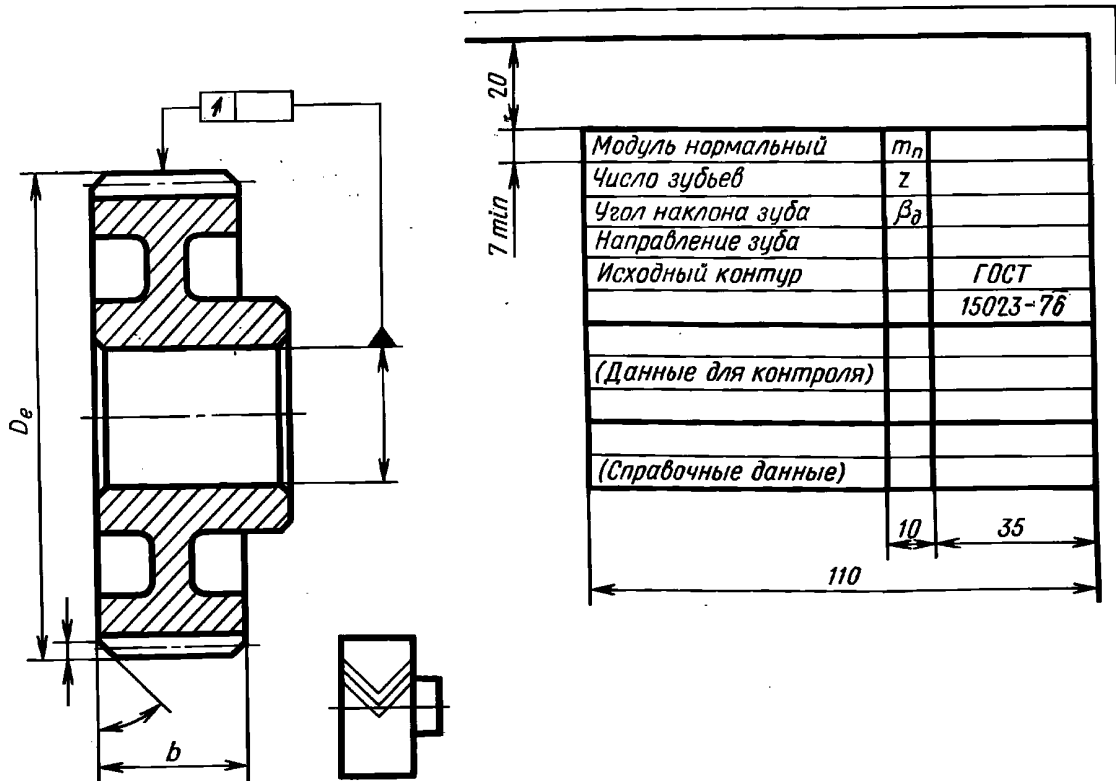 20
7 min
Модуль нормальный mn
Число зубьев z
Угол наклона зуба βд
Направление зуба
Исходный контур ГОСТ
15023-76
(Данные для контроля)
(Справочные данные)
10 35
110
De
b